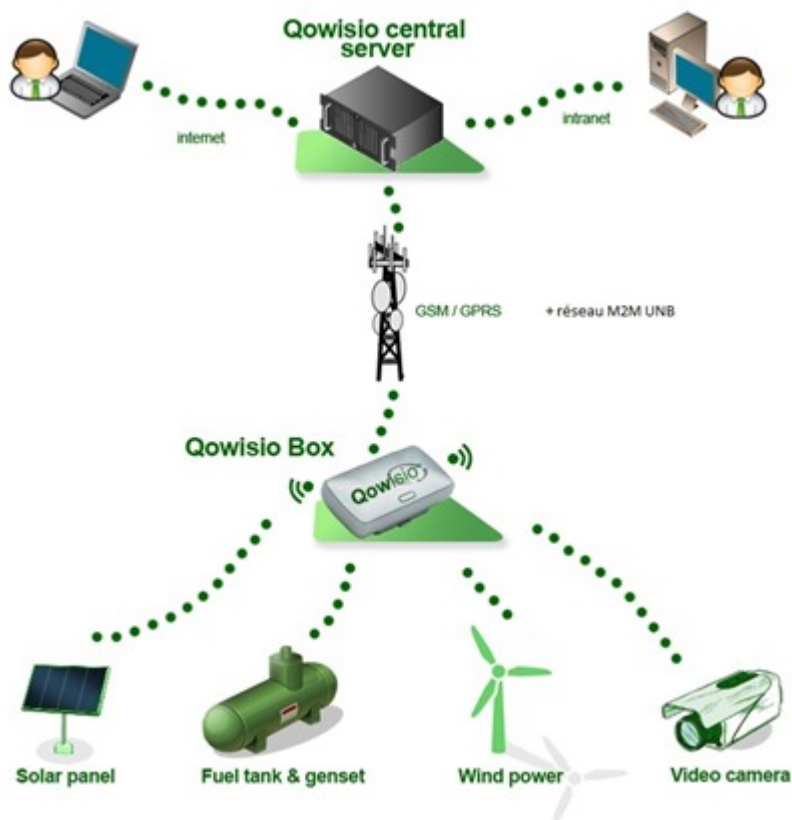 Qowisio central
server
internet
intranet
GSM / GPRS
+ réseau M2M UNB
Qowisio Box
Qowisio
Solar panel
Fuel tank & genset
Wind power
Video camera